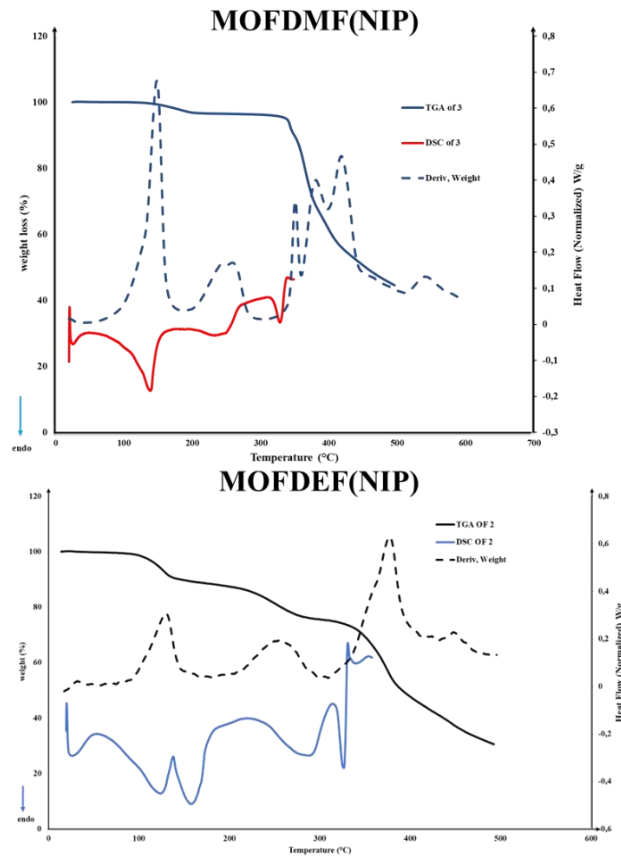 MOFDMF(NIP)
120
100
80
60
40
20
0
weight loss (%)
endo
0 100 200 300 400 500 600 700
Temperature (°C)
0,8
0,7
0,6
0,5
0,4
0,3
0,2
0,1
0
-0,1
-0,2
-0,3
Heat Flow (Normalized) W/g
TGA of 3
DSC of 3
Deriv, Weight
MOFDEF(NIP)
120
100
80
60
40
20
0
weight (%)
endo
0 100 200 300 400 500 600
Temperature (°C)
0,8
0,6
0,4
0,2
0
-0,2
-0,4
-0,6
Heat Flow (Normalized) W/g
TGA OF 2
DSC OF 2
Deriv, Weight